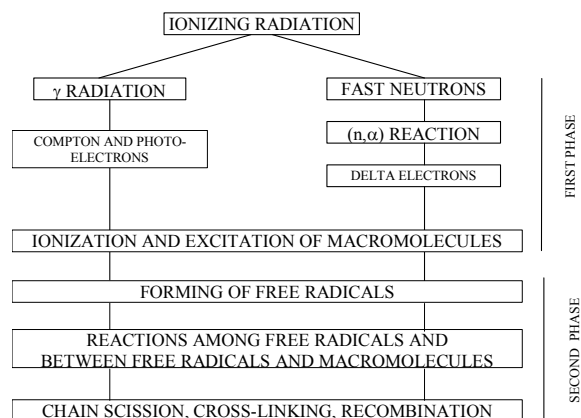 IONIZING RADIATION
γ RADIATION
FAST NEUTRONS
COMPTON AND PHOTO-
ELECTRONS
(n,α) REACTION
DELTA ELECTRONS
IONIZATION AND EXCITATION OF MACROMOLECULES
FIRST PHASE
FORMING OF FREE RADICALS
REACTIONS AMONG FREE RADICALS AND
BETWEEN FREE RADICALS AND MACROMOLECULES
CHAIN SCISSION, CROSS-LINKING, RECOMBINATION
SECOND PHASE